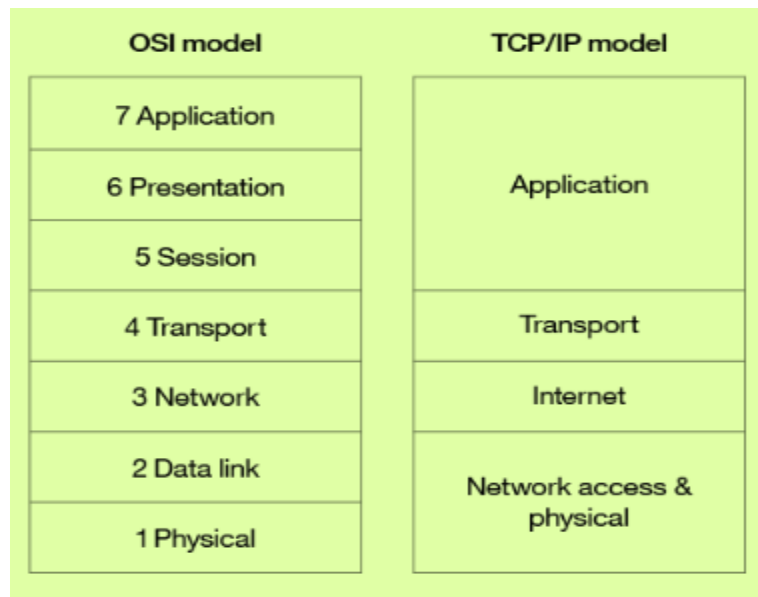 OSI model
7 Application
6 Presentation
5 Session
4 Transport
3 Network
2 Data link
1 Physical
TCP/IP model
Application
Transport
Internet
Network access &
physical